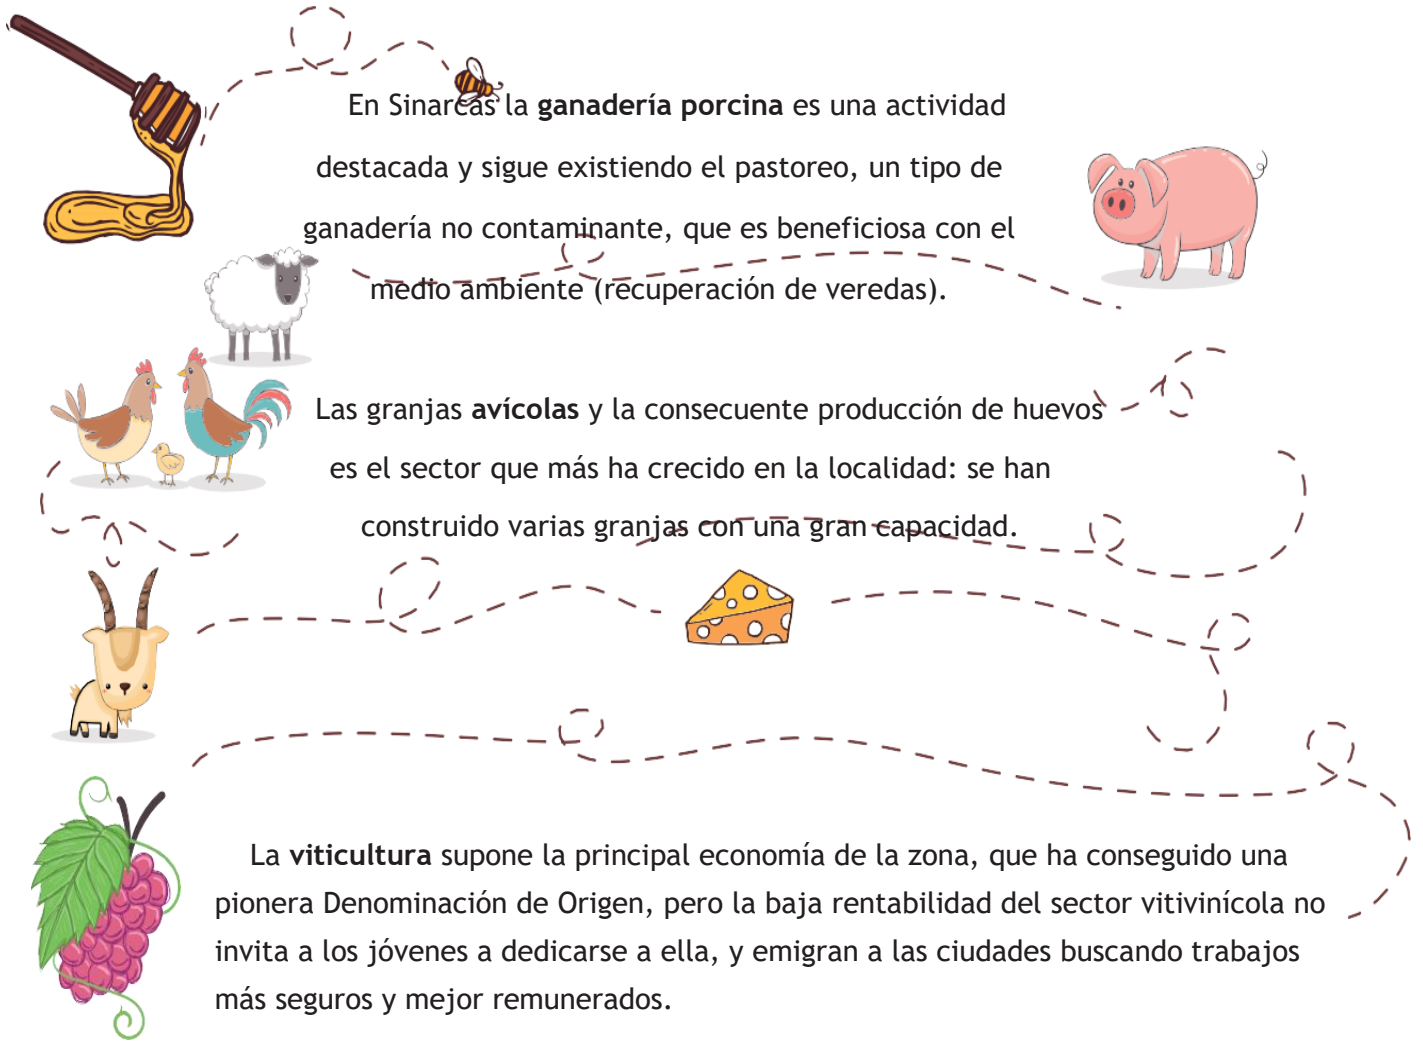 En Sinarcas la ganadería porcina es una actividad
destacada y sigue existiendo el pastoreo, un tipo de
ganadería no contaminante, que es beneficiosa con el
medio ambiente (recuperación de veredas).
Las granjas avícolas y la consecuente producción de huevos
es el sector que más ha crecido en la localidad: se han
construido varias granjas con una gran capacidad.
La viticultura supone la principal economía de la zona, que ha conseguido una
pionera Denominación de Origen, pero la baja rentabilidad del sector vitivinícola no
invita a los jóvenes a dedicarse a ella, y emigran a las ciudades buscando trabajos
más seguros y mejor remunerados.